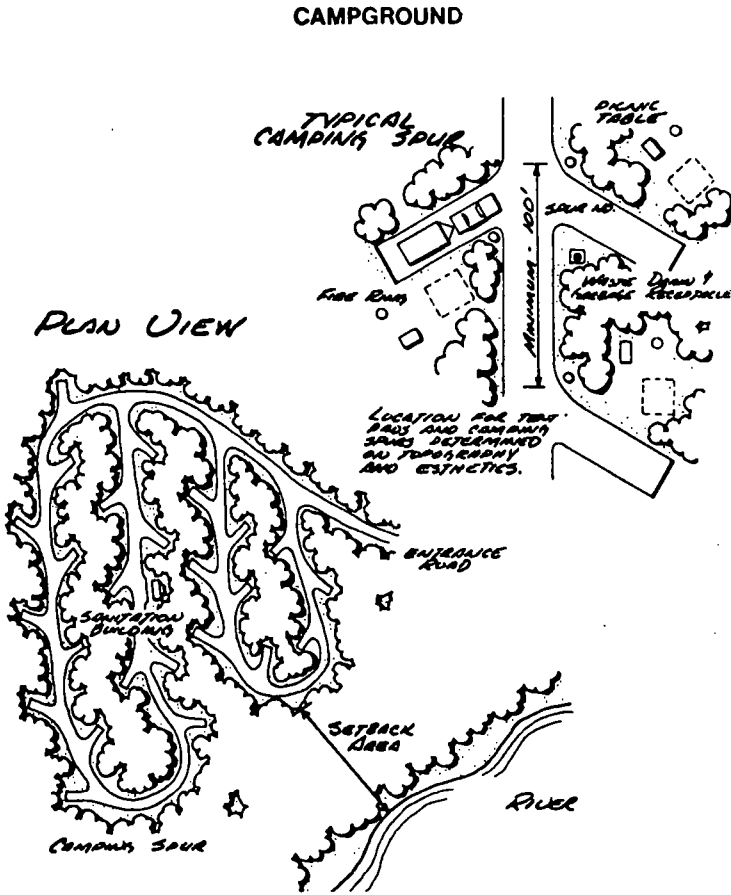 CAMPGROUND
TYPICAL
CAMPING SPUR
PICNIC
TABLE
SPUR NO.
MINIMUM - 100'
FIRE RING
WASTE DRAIN &
GARBAGE RECEPTACLE
PLAN VIEW
LOCATION FOR TENT
PADS AND CAMPING
SPURS DETERMINED
ON TOPOGRAPHY
AND ESTHETICS.
ENTRANCE
ROAD
SANITATION
BUILDING
SETBACK
AREA
RIVER
CAMPING SPUR